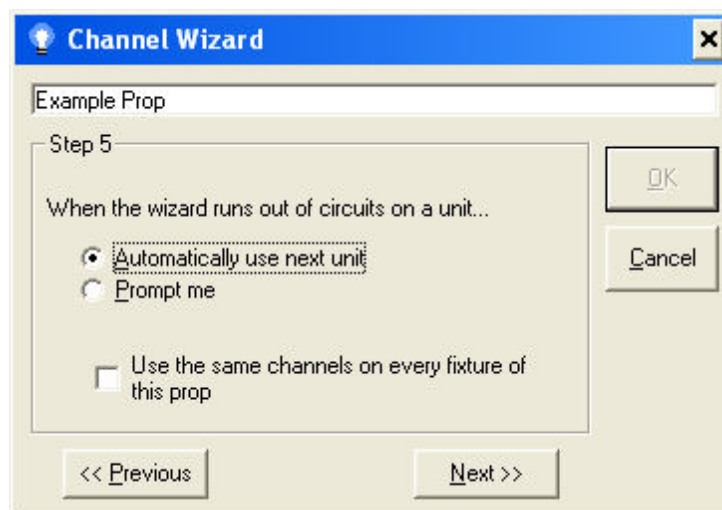 Channel Wizard
Example Prop
Step 5
OK
When the wizard runs out of circuits on a unit...
Automatically use next unit
Cancel
Prompt me
Use the same channels on every fixture of
this prop
<< Previous
Next >>